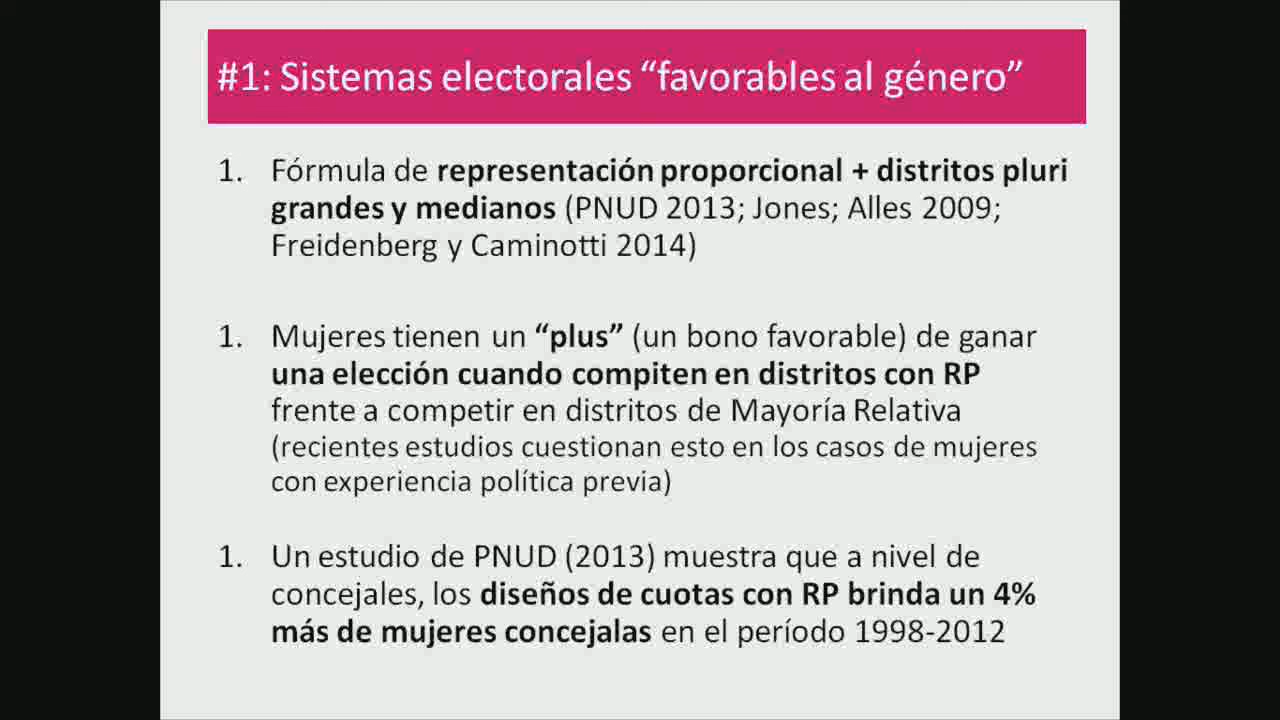 #1: Sistemas electorales “favorables al género”
1. Fórmula de representación proporcional + distritos pluri
grandes y medianos (PNUD 2013; Jones; Alles 2009;
Freidenberg y Caminotti 2014)
1. Mujeres tienen un “plus” (un bono favorable) de ganar
una elección cuando compiten en distritos con RP
frente a competir en distritos de Mayoría Relativa
(recientes estudios cuestionan esto en los casos de mujeres
con experiencia política previa)
1. Un estudio de PNUD (2013) muestra que a nivel de
concejales, los diseños de cuotas con RP brinda un 4%
más de mujeres concejalas en el período 1998-2012